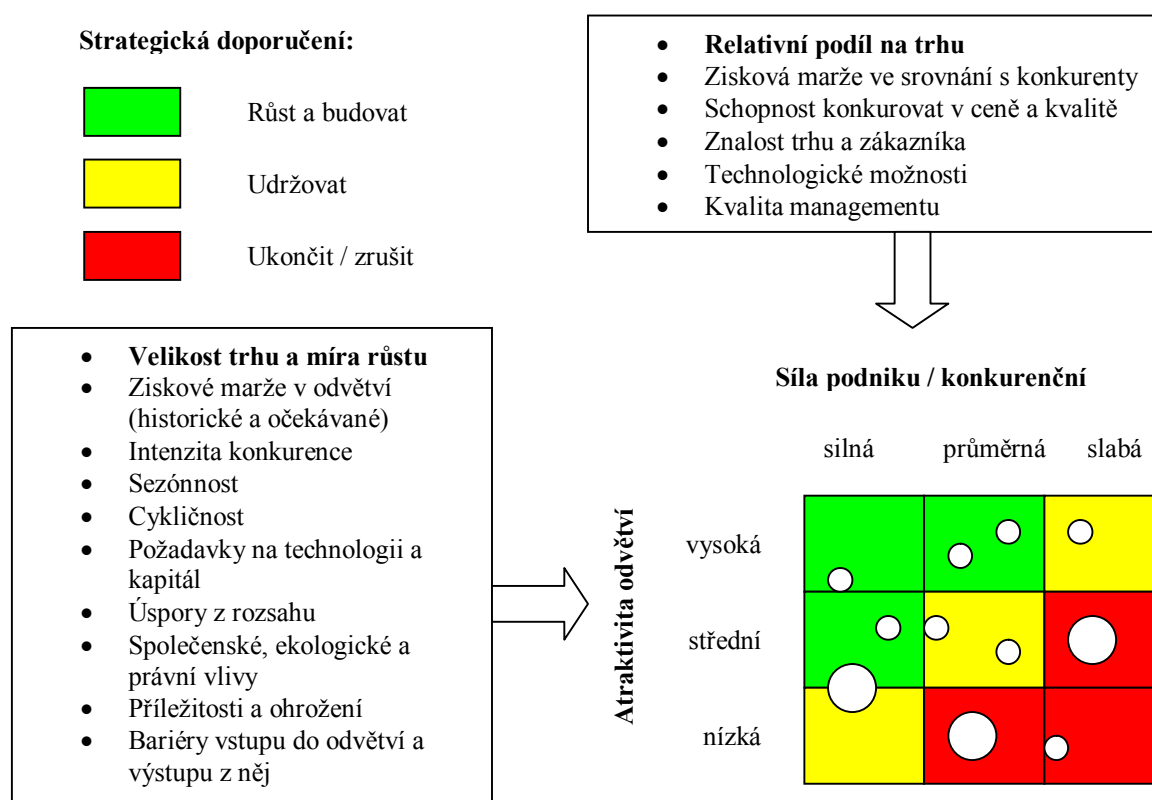 Strategická doporučení:
Růst a budovat
Udržovat
Ukončit / zrušit
• Relativní podíl na trhu
• Zisková marže ve srovnání s konkurenty
• Schopnost konkurovat v ceně a kvalitě
• Znalost trhu a zákazníka
• Technologické možnosti
• Kvalita managementu
• Velikost trhu a míra růstu
• Ziskové marže v odvětví
(historické a očekávané)
• Intenzita konkurence
• Sezónnost
• Cykličnost
• Požadavky na technologii a
kapitál
• Úspory z rozsahu
• Společenské, ekologické a
právní vlivy
• Příležitosti a ohrožení
• Bariéry vstupu do odvětví a
výstupu z něj
Síla podniku / konkurenční
silná průměrná slabá
Atraktivita odvětví
vysoká
střední
nízká